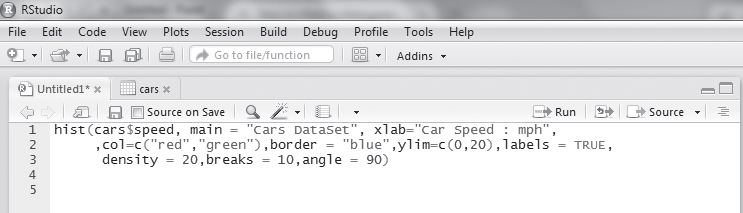 R RStudio
File Edit Code View Plots Session Build Debug Profile Tools Help
Go to file/function Addins
Untitled1* × cars ×
Source on Save Run Source
1 hist(cars$speed, main = "Cars DataSet", xlab="Car Speed : mph",
2 ,col=c("red","green"),border = "blue",ylim=c(0,20),labels = TRUE,
3 density = 20,breaks = 10,angle = 90)
4
5